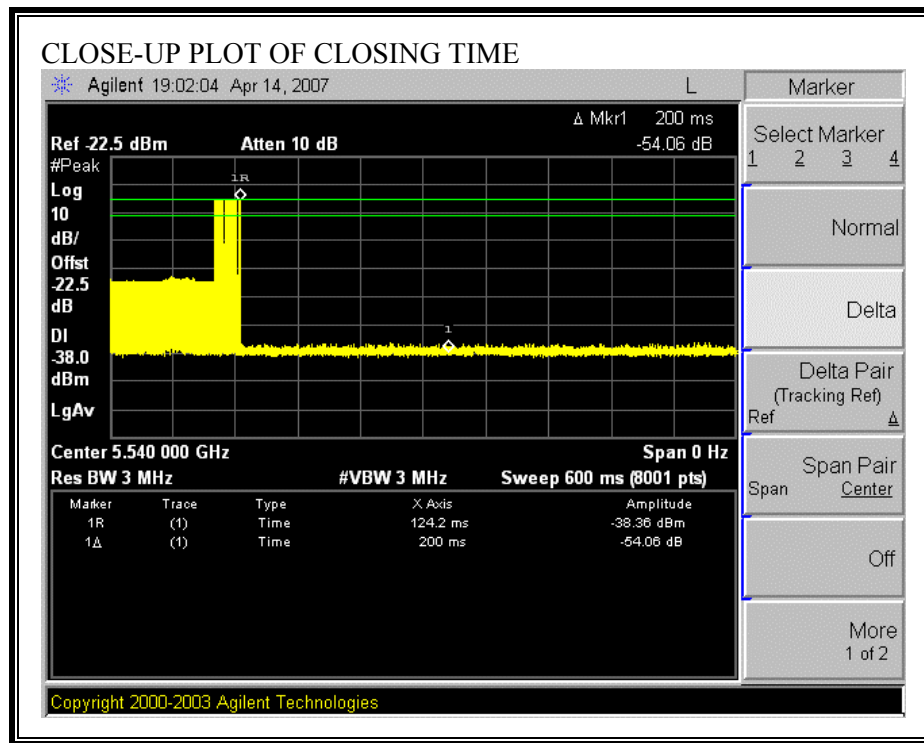 CLOSE-UP PLOT OF CLOSING TIME
Agilent 19:02:04 Apr 14, 2007 L
Δ Mkr1 200 ms
Ref -22.5 dBm Atten 10 dB -54.06 dB
#Peak
Log
10
dB/
Offst
-22.5
dB
DI
-38.0
dBm
LgAv
1R
1
Center 5.540 000 GHz Span 0 Hz
Res BW 3 MHz #VBW 3 MHz Sweep 600 ms (8001 pts)
Marker Trace Type X Axis Amplitude
1R (1) Time 124.2 ms -38.36 dBm
1Δ (1) Time 200 ms -54.06 dB
Copyright 2000-2003 Agilent Technologies
Marker
Select Marker
1 2 3 4
Normal
Delta
Delta Pair
(Tracking Ref)
Ref Δ
Span Pair
Span Center
Off
More
1 of 2